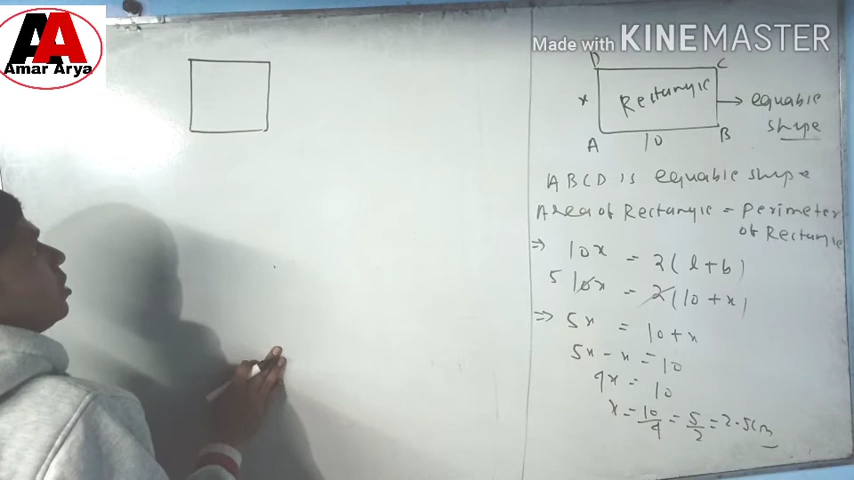 AA
Amar Arya
Made with KINEMASTER
D C
x Rectangle → equable
shape
A 10 B
ABCD is equable shape
Area of Rectangle = Perimeter
of Rectangle
⇒ 10x = 2(l+b)
5 10x = 2(10+x)
⇒ 5x = 10+x
5x - x = 10
4x = 10
x = 10/4 = 5/2 = 2.5cm